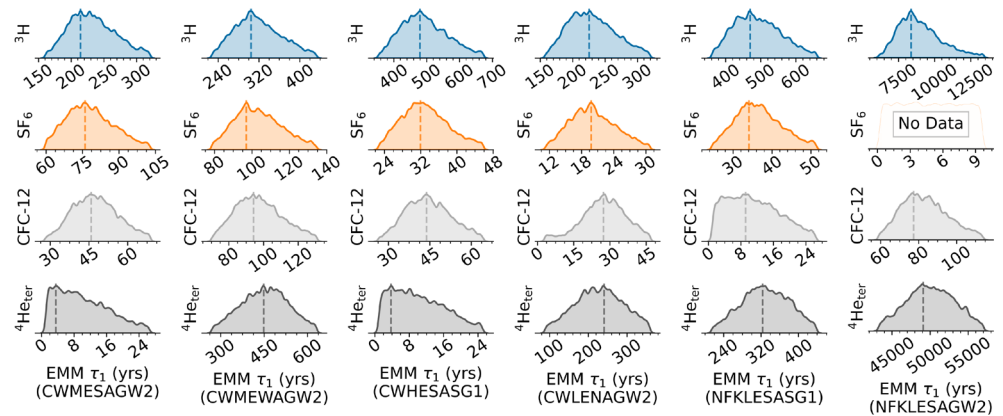 ³H
150 200 250 300
³H
240 320 400
³H
400 500 600 700
³H
150 200 250 300
³H
400 500 600
³H
7500 10000 12500
SF₆
60 75 90 105
SF₆
80 100 120 140
SF₆
24 32 40 48
SF₆
12 18 24 30
SF₆
30 40 50
SF₆
No Data
0 3 6 9
CFC-12
30 45 60
CFC-12
80 100 120
CFC-12
30 45 60
CFC-12
0 15 30 45
CFC-12
0 8 16 24
CFC-12
60 80 100
⁴Heₜₑᵣ
0 8 16 24
⁴Heₜₑᵣ
300 450 600
⁴Heₜₑᵣ
0 8 16 24
⁴Heₜₑᵣ
100 200 300
⁴Heₜₑᵣ
240 320 400
⁴Heₜₑᵣ
45000 50000 55000
EMM τ₁ (yrs)
(CWMESAGW2)
EMM τ₁ (yrs)
(CWMEWAGW2)
EMM τ₁ (yrs)
(CWHESASG1)
EMM τ₁ (yrs)
(CWLENAGW2)
EMM τ₁ (yrs)
(NFKLESASG1)
EMM τ₁ (yrs)
(NFKLESAGW2)